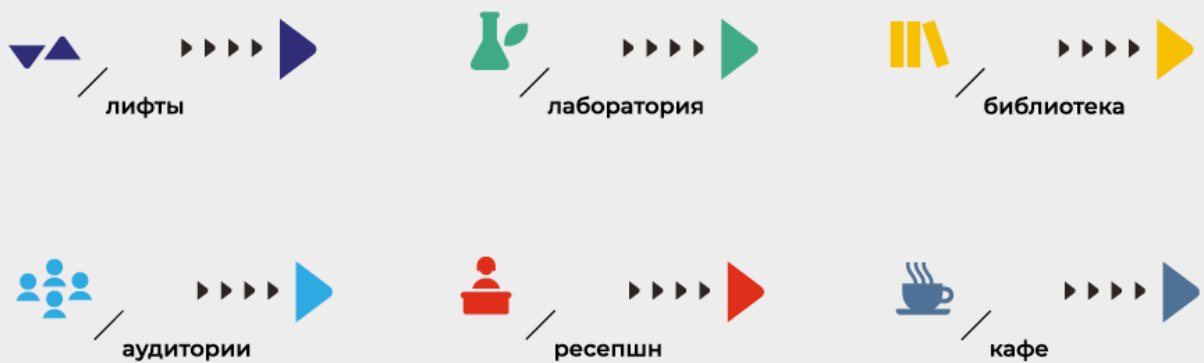 лифты
лаборатория
библиотека
аудитории
ресепшн
кафе